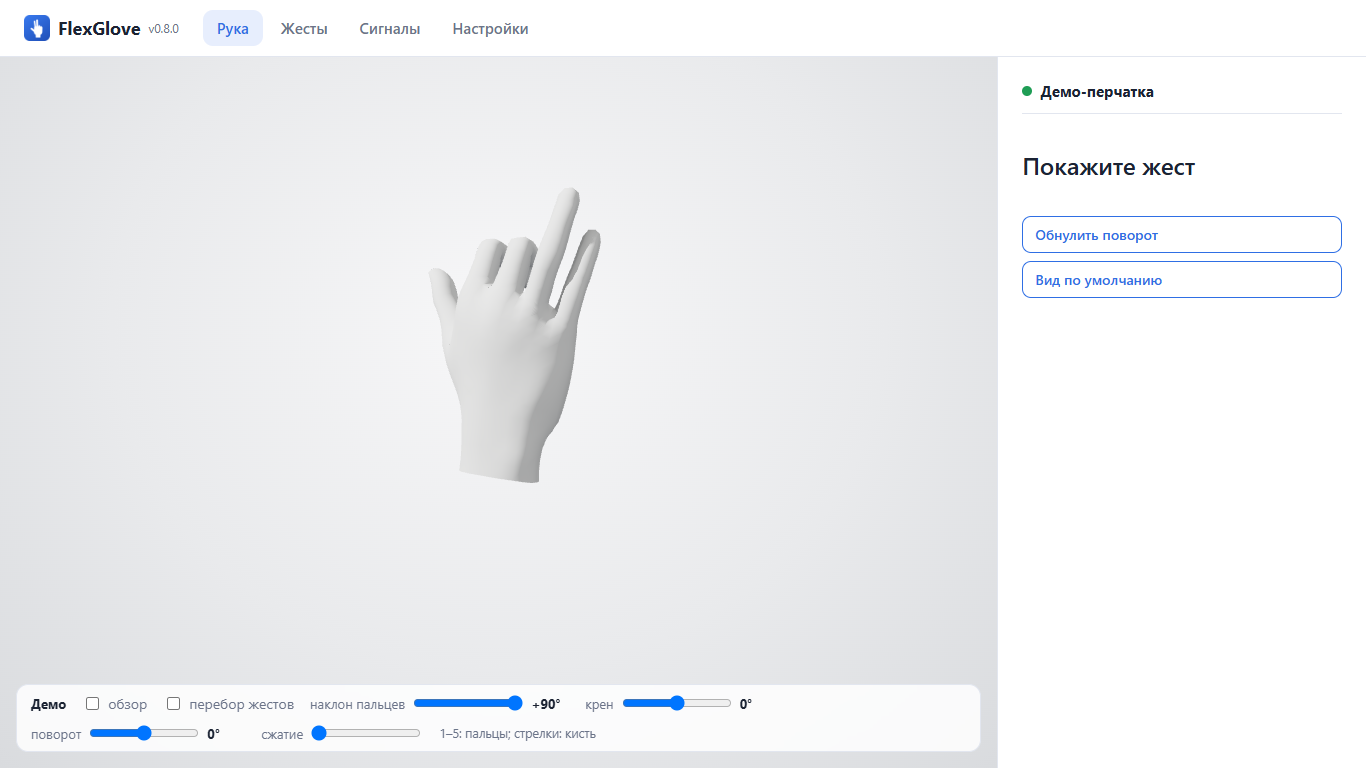 FlexGlove v0.8.0 Рука Жесты Сигналы Настройки
Демо-перчатка
Покажите жест
Обнулить поворот
Вид по умолчанию
Демо обзор перебор жестов наклон пальцев +90° крен 0°
поворот 0° сжатие 1–5: пальцы; стрелки: кисть